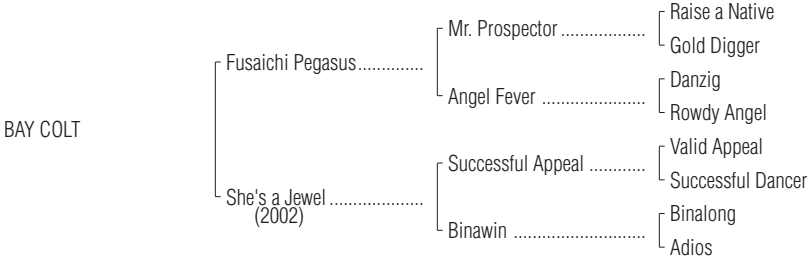 Raise a Native
Mr. Prospector ..................
Gold Digger
Fusaichi Pegasus..............
Danzig
Angel Fever ......................
Rowdy Angel
BAY COLT
Valid Appeal
Successful Appeal ............
Successful Dancer
She's a Jewel ....................
(2002)
Binalong
Binawin ............................
Adios